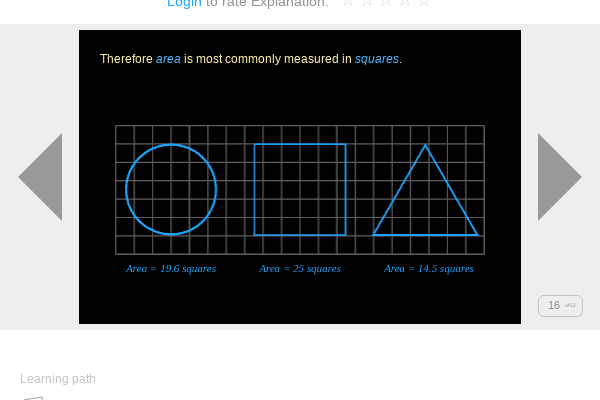 Login to rate Explanation:
Therefore area is most commonly measured in squares.
Area = 19.6 squares Area = 25 squares Area = 14.5 squares
16
Learning path